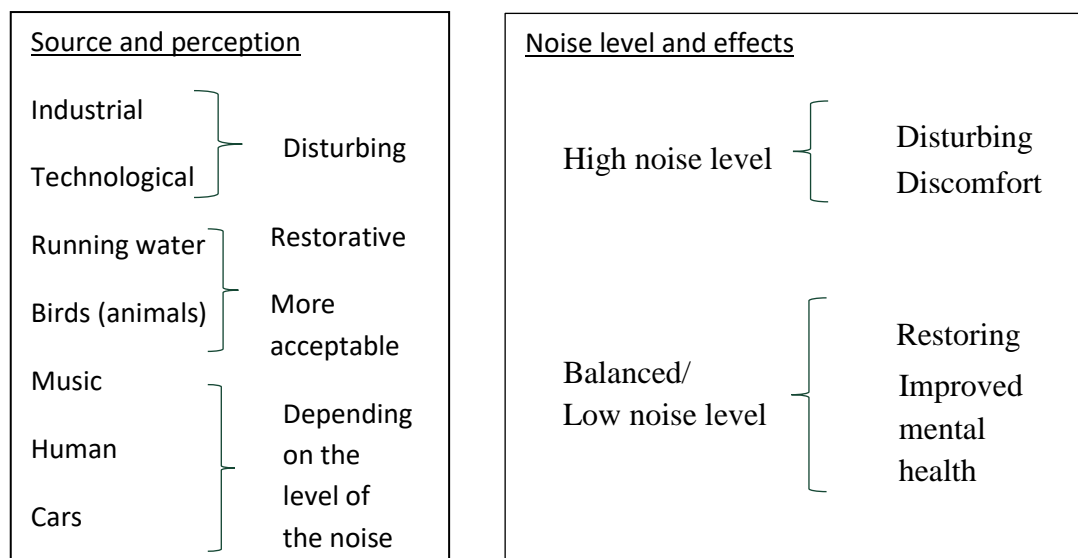 Source and perception
Industrial
Technological
Disturbing
Running water
Birds (animals)
Restorative
More
acceptable
Music
Human
Cars
Depending
on the
level of
the noise
Noise level and effects
High noise level
Disturbing
Discomfort
Balanced/
Low noise level
Restoring
Improved
mental
health